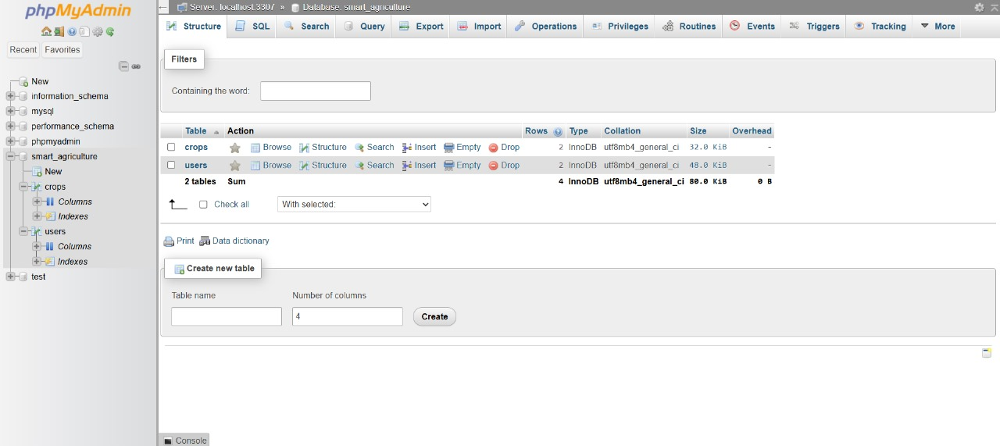 phpMyAdmin
Recent Favorites
New
information_schema
mysql
performance_schema
phpmyadmin
smart_agriculture
New
crops
Columns
Indexes
users
Columns
Indexes
test
Server: localhost:3307 » Database: smart_agriculture
Structure SQL Search Query Export Import Operations Privileges Routines Events Triggers Tracking More
Filters
Containing the word:
Table Action Rows Type Collation Size Overhead
crops Browse Structure Search Insert Empty Drop 2 InnoDB utf8mb4_general_ci 32.0 KiB -
users Browse Structure Search Insert Empty Drop 2 InnoDB utf8mb4_general_ci 48.0 KiB -
2 tables Sum 4 InnoDB utf8mb4_general_ci 80.0 KiB 0 B
Check all With selected:
Print Data dictionary
Create new table
Table name Number of columns
4 Create
Console